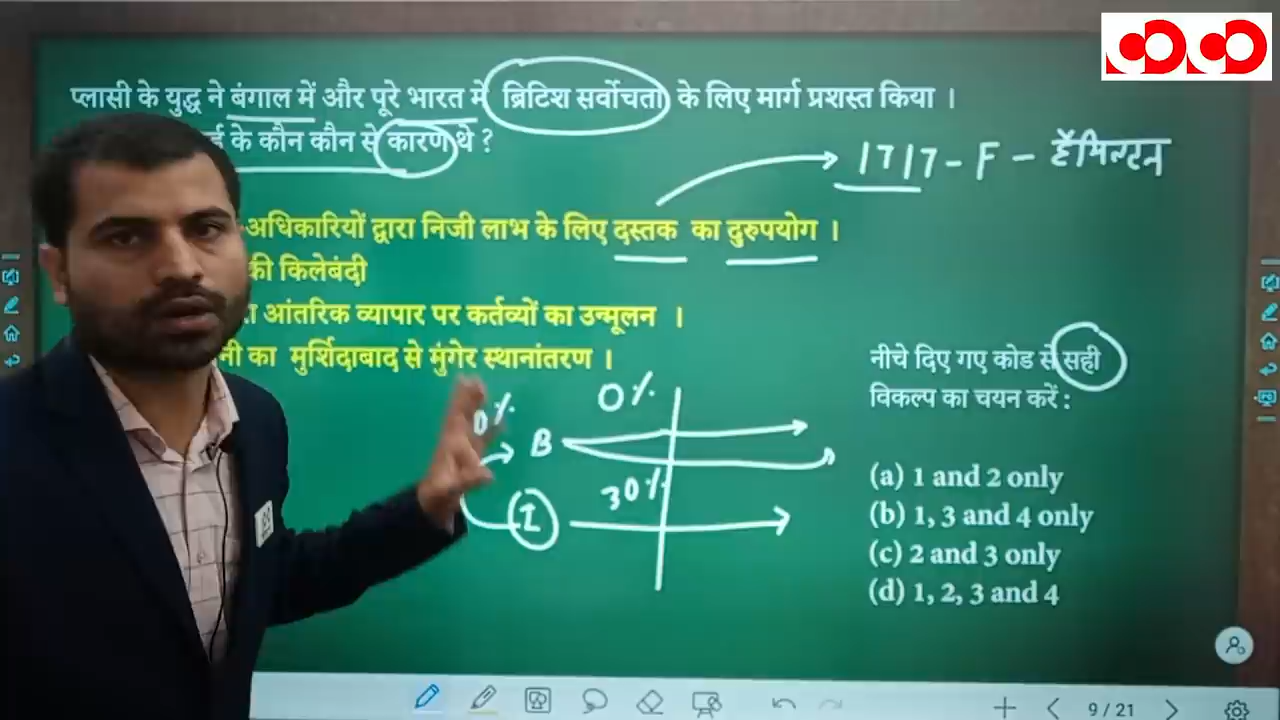 प्लासी के युद्ध ने बंगाल में और पूरे भारत में ब्रिटिश सर्वोचता के लिए मार्ग प्रशस्त किया ।
के कौन कौन से कारण थे ?
1717 - F - हैमिल्टन
अधिकारियों द्वारा निजी लाभ के लिए दस्तक का दुरुपयोग ।
की किलेबंदी
आंतरिक व्यापार पर कर्तव्यों का उन्मूलन ।
का मुर्शिदाबाद से मुंगेर स्थानांतरण ।
नीचे दिए गए कोड से सही
विकल्प का चयन करें :
0%
B
30%
I
(a) 1 and 2 only
(b) 1, 3 and 4 only
(c) 2 and 3 only
(d) 1, 2, 3 and 4
9 / 21